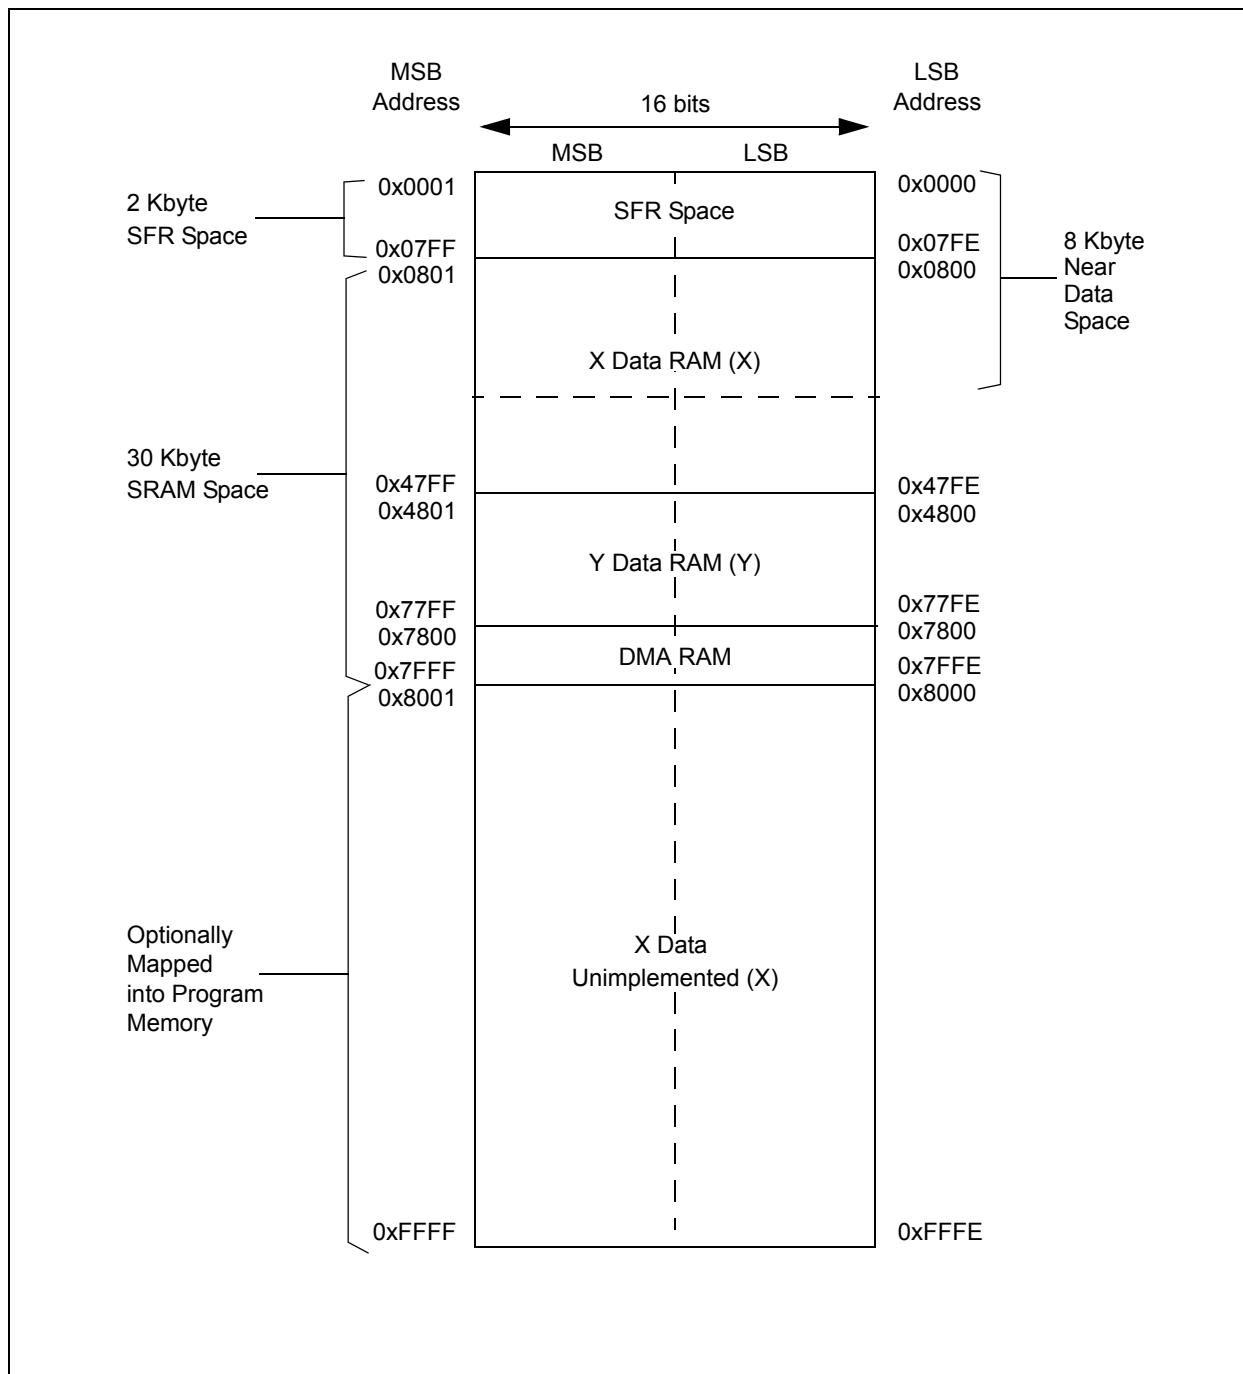 MSB
Address
LSB
Address
16 bits
MSB
LSB
2 Kbyte
SFR Space
0x0001
0x07FF
0x0801
SFR Space
0x0000
0x07FE
0x0800
8 Kbyte
Near
Data
Space
X Data RAM (X)
30 Kbyte
SRAM Space
0x47FF
0x4801
0x47FE
0x4800
Y Data RAM (Y)
0x77FF
0x7800
0x77FE
0x7800
DMA RAM
0x7FFF
0x8001
0x7FFE
0x8000
Optionally
Mapped
into Program
Memory
X Data
Unimplemented (X)
0xFFFF
0xFFFE